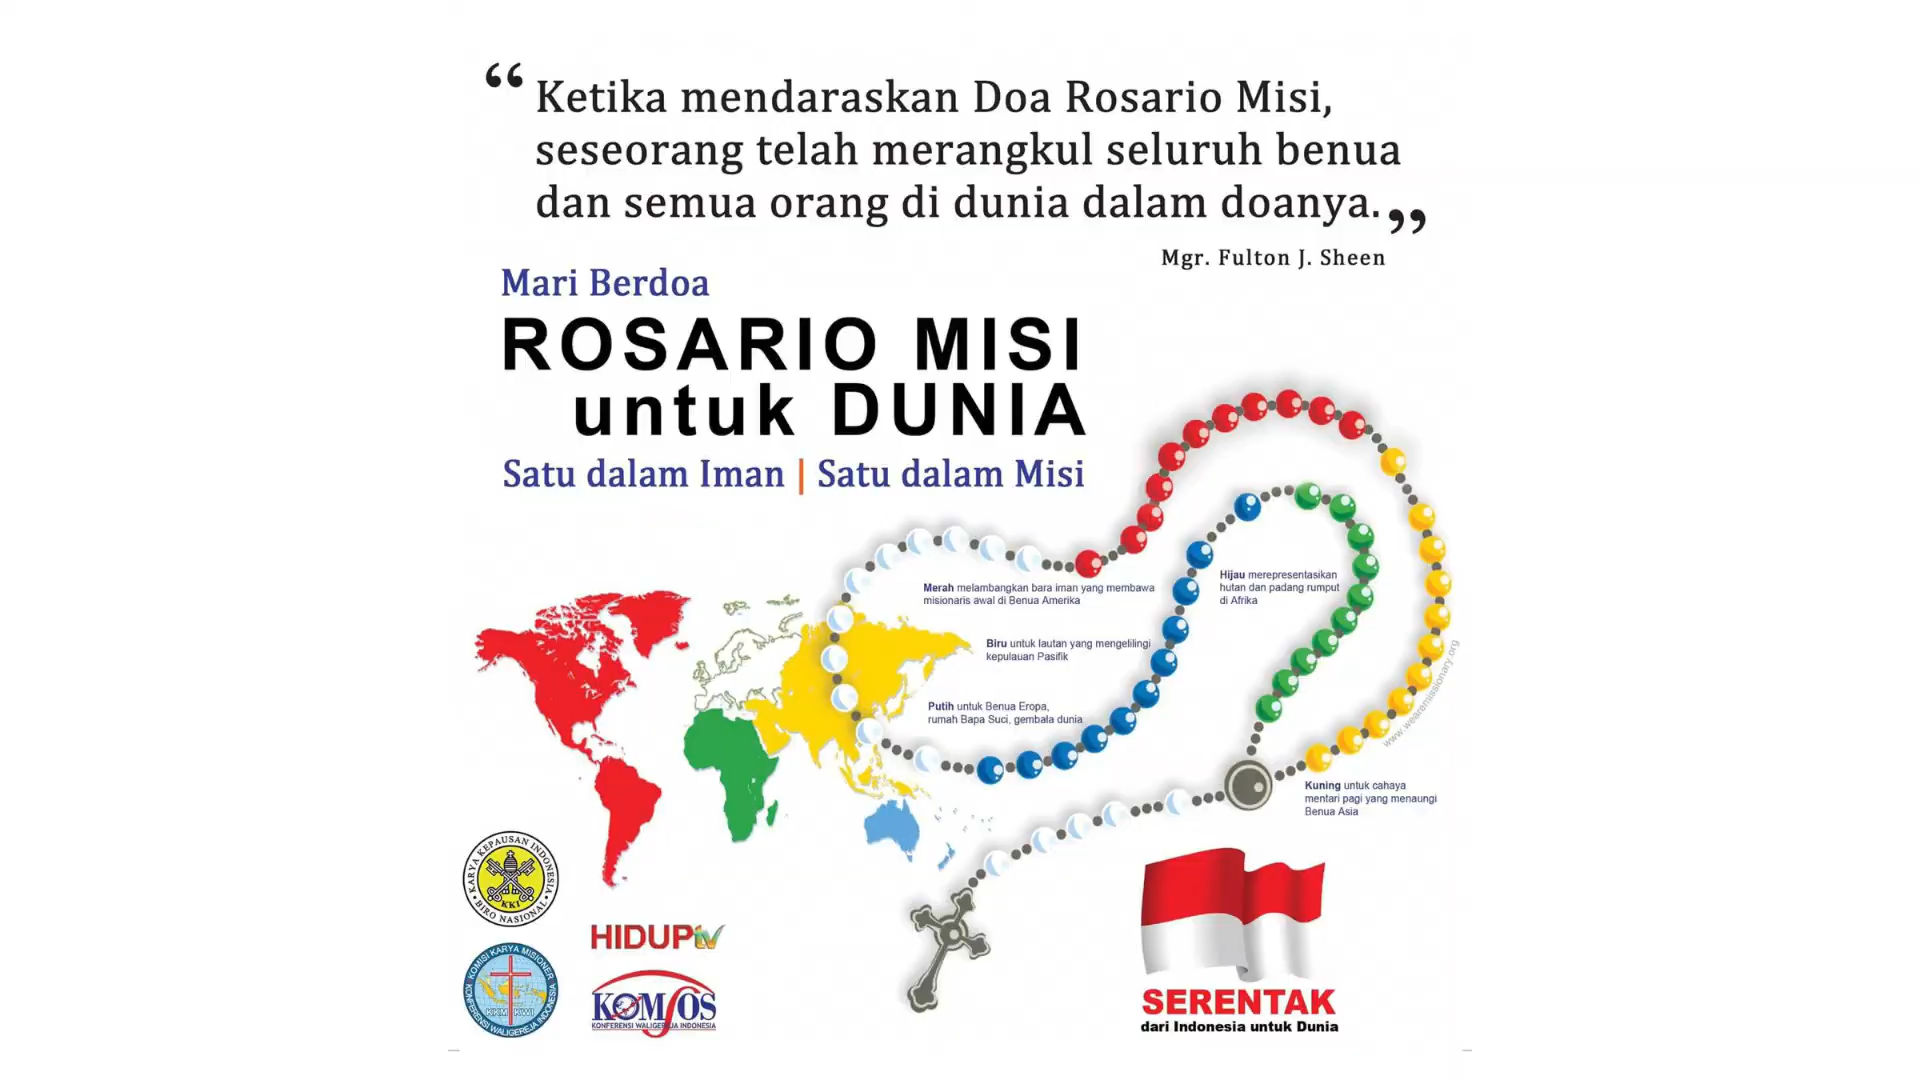 “Ketika mendaraskan Doa Rosario Misi,
seseorang telah merangkul seluruh benua
dan semua orang di dunia dalam doanya.”
Mgr. Fulton J. Sheen
Mari Berdoa
ROSARIO MISI
untuk DUNIA
Satu dalam Iman | Satu dalam Misi
Merah melambangkan bara iman yang membawa
misionaris awal di Benua Amerika
Hijau merepresentasikan
hutan dan padang rumput
di Afrika
Biru untuk lautan yang mengelilingi
kepulauan Pasifik
Putih untuk Benua Eropa,
rumah Bapa Suci, gembala dunia
www.wearemissionary.org
Kuning untuk cahaya
mentari pagi yang menaungi
Benua Asia
KARYA KEPAUSAN INDONESIA
KKI
BIRO NASIONAL
KOMISI KARYA MISIONER
KKM KWI
KONFERENSI WALIGEREJA INDONESIA
HIDUPtv
KOMSOS
KONFERENSI WALIGEREJA INDONESIA
SERENTAK
dari Indonesia untuk Dunia